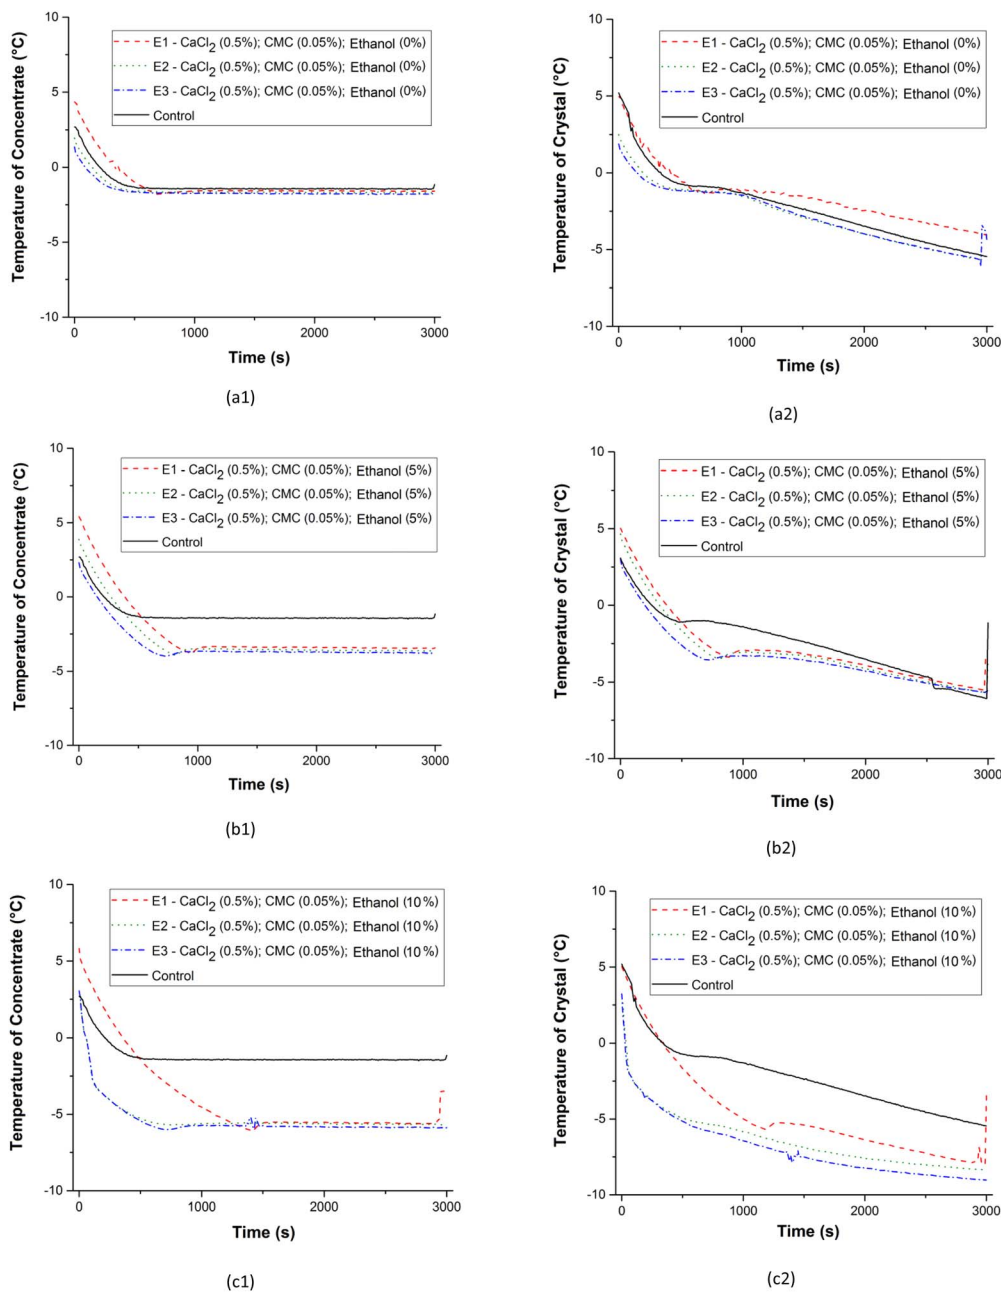 Temperature of Concentrate (°C)
10
5
0
-5
-10
E1 - CaCl2 (0.5%); CMC (0.05%); Ethanol (0%)
E2 - CaCl2 (0.5%); CMC (0.05%); Ethanol (0%)
E3 - CaCl2 (0.5%); CMC (0.05%); Ethanol (0%)
Control
0 1000 2000 3000
Time (s)
(a1)
Temperature of Crystal (°C)
10
5
0
-5
-10
E1 - CaCl2 (0.5%); CMC (0.05%); Ethanol (0%)
E2 - CaCl2 (0.5%); CMC (0.05%); Ethanol (0%)
E3 - CaCl2 (0.5%); CMC (0.05%); Ethanol (0%)
Control
0 1000 2000 3000
Time (s)
(a2)
Temperature of Concentrate (°C)
10
5
0
-5
-10
E1 - CaCl2 (0.5%); CMC (0.05%); Ethanol (5%)
E2 - CaCl2 (0.5%); CMC (0.05%); Ethanol (5%)
E3 - CaCl2 (0.5%); CMC (0.05%); Ethanol (5%)
Control
0 1000 2000 3000
Time (s)
(b1)
Temperature of Crystal (°C)
10
5
0
-5
-10
E1 - CaCl2 (0.5%); CMC (0.05%); Ethanol (5%)
E2 - CaCl2 (0.5%); CMC (0.05%); Ethanol (5%)
E3 - CaCl2 (0.5%); CMC (0.05%); Ethanol (5%)
Control
0 1000 2000 3000
Time (s)
(b2)
Temperature of Concentrate (°C)
10
5
0
-5
-10
E1 - CaCl2 (0.5%); CMC (0.05%); Ethanol (10%)
E2 - CaCl2 (0.5%); CMC (0.05%); Ethanol (10%)
E3 - CaCl2 (0.5%); CMC (0.05%); Ethanol (10%)
Control
0 1000 2000 3000
Time (s)
(c1)
Temperature of Crystal (°C)
10
5
0
-5
-10
E1 - CaCl2 (0.5%); CMC (0.05%); Ethanol (10%)
E2 - CaCl2 (0.5%); CMC (0.05%); Ethanol (10%)
E3 - CaCl2 (0.5%); CMC (0.05%); Ethanol (10%)
Control
0 1000 2000 3000
Time (s)
(c2)